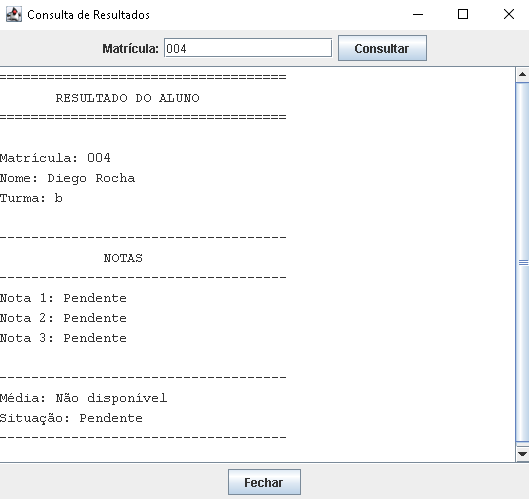 Consulta de Resultados
Matrícula: 004 Consultar
====================================
RESULTADO DO ALUNO
====================================
Matrícula: 004
Nome: Diego Rocha
Turma: b
------------------------------------
NOTAS
------------------------------------
Nota 1: Pendente
Nota 2: Pendente
Nota 3: Pendente
------------------------------------
Média: Não disponível
Situação: Pendente
------------------------------------
Fechar